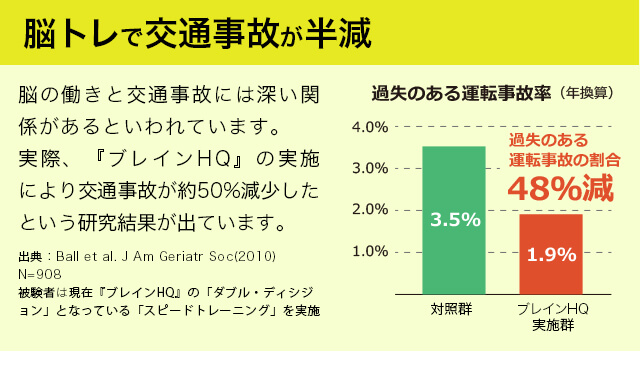 脳トレで交通事故が半減
脳の働きと交通事故には深い関
係があるといわれています。
実際、『ブレインHQ』の実施
により交通事故が約50%減少した
という研究結果が出ています。
出典：Ball et al. J Am Geriatr Soc(2010)
N=908
被験者は現在『ブレインHQ』の「ダブル・ディシジ
ョン」となっている「スピードトレーニング」を実施
過失のある運転事故率（年換算）
4.0%
3.0%
2.0%
1.0%
過失のある
運転事故の割合
48%減
3.5%
1.9%
対照群
ブレインHQ
実施群